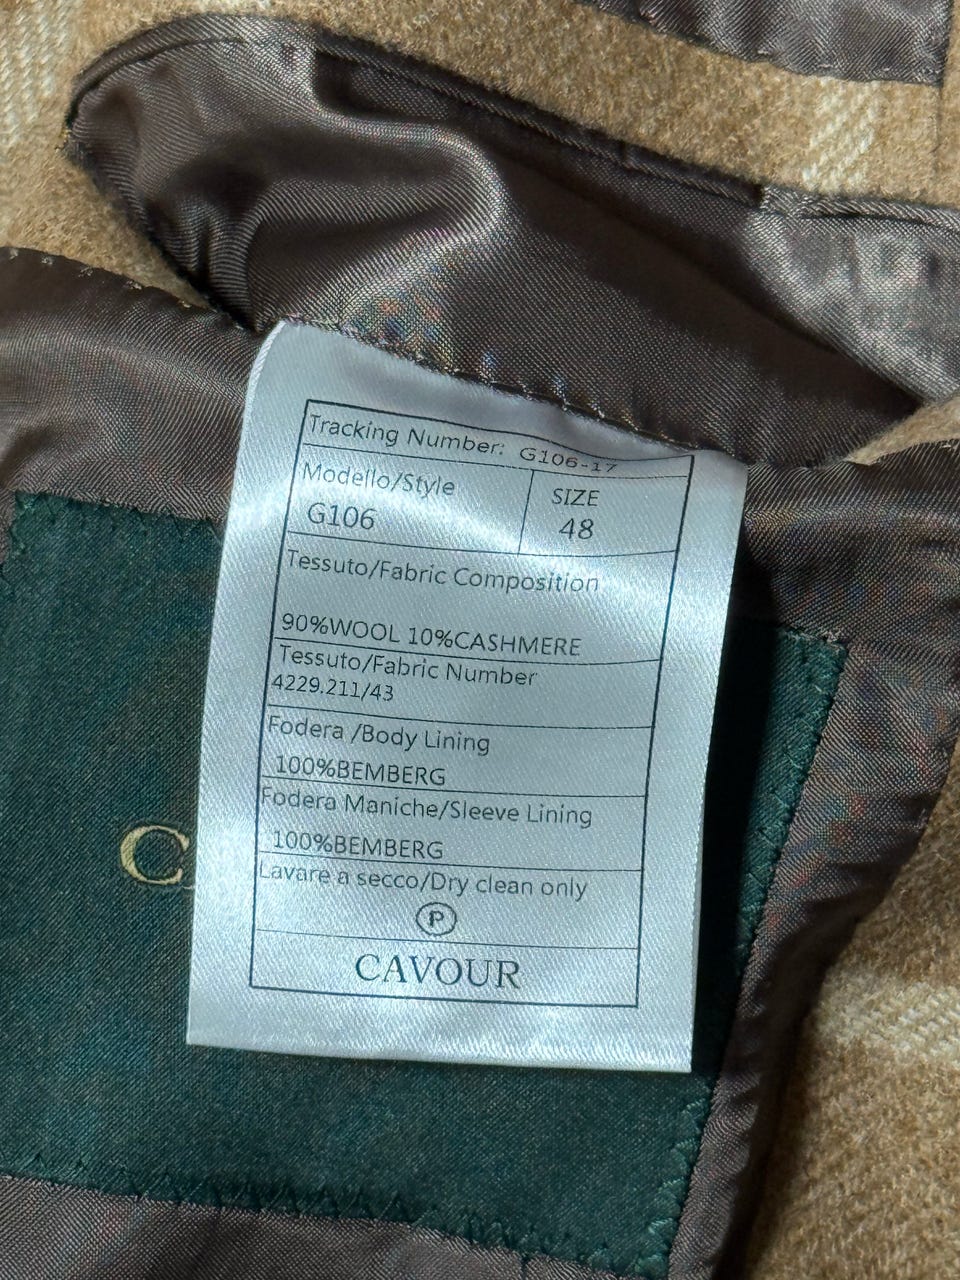 Tracking Number: G106-17
Modello/Style
G106
SIZE
48
Tessuto/Fabric Composition
90%WOOL 10%CASHMERE
Tessuto/Fabric Number
4229.211/43
Fodera /Body Lining
100%BEMBERG
Fodera Maniche/Sleeve Lining
100%BEMBERG
Lavare a secco/Dry clean only
P
CAVOUR